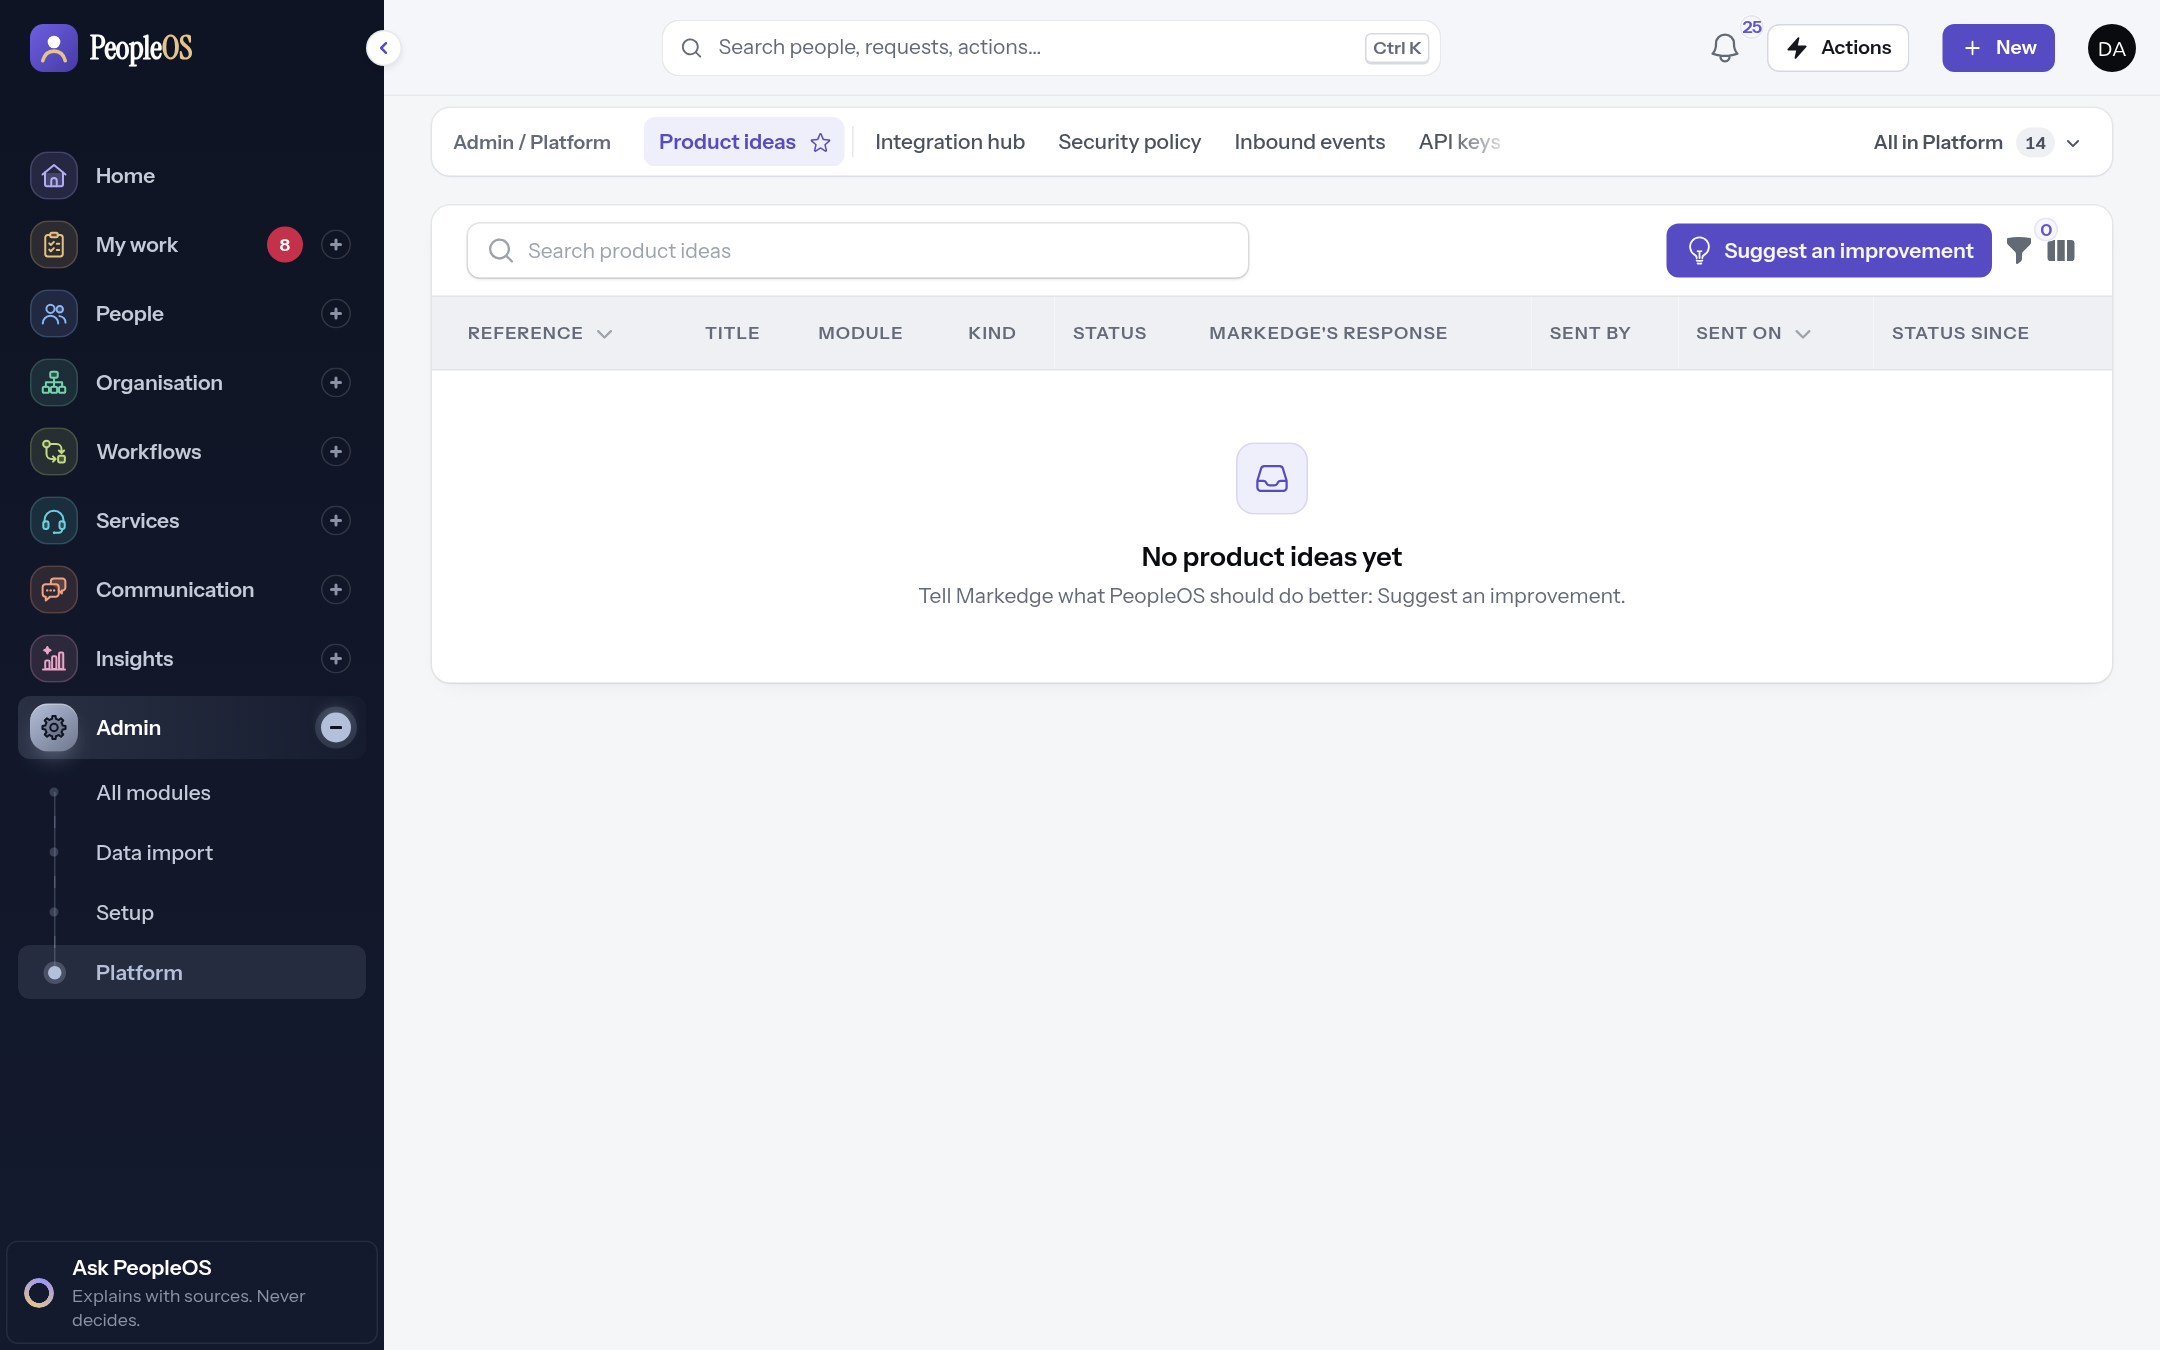 PeopleOS
Search people, requests, actions...
Ctrl K
25
Actions
New
DA
Home
My work
8
People
Organisation
Workflows
Services
Communication
Insights
Admin
All modules
Data import
Setup
Platform
Ask PeopleOS
Explains with sources. Never
decides.
Admin / Platform
Product ideas
Integration hub
Security policy
Inbound events
API keys
All in Platform
14
Search product ideas
Suggest an improvement
0
REFERENCE
TITLE
MODULE
KIND
STATUS
MARKEDGE'S RESPONSE
SENT BY
SENT ON
STATUS SINCE
No product ideas yet
Tell Markedge what PeopleOS should do better: Suggest an improvement.